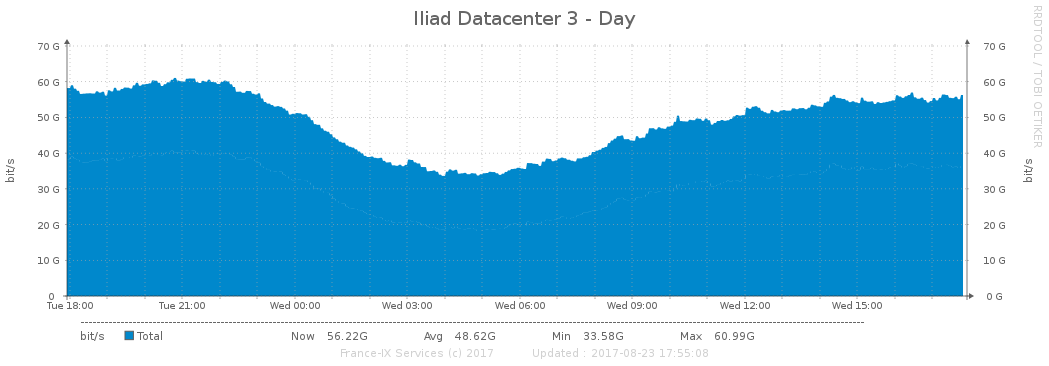 Iliad Datacenter 3 - Day
RRDTOOL / TOBI OETIKER
70 G 70 G
60 G 60 G
50 G 50 G
40 G 40 G
30 G 30 G
20 G 20 G
10 G 10 G
0 0 G
bit/s bit/s
Tue 18:00 Tue 21:00 Wed 00:00 Wed 03:00 Wed 06:00 Wed 09:00 Wed 12:00 Wed 15:00
bit/s Total Now 56.22G Avg 48.62G Min 33.58G Max 60.99G
France-IX Services (c) 2017 Updated : 2017-08-23 17:55:08